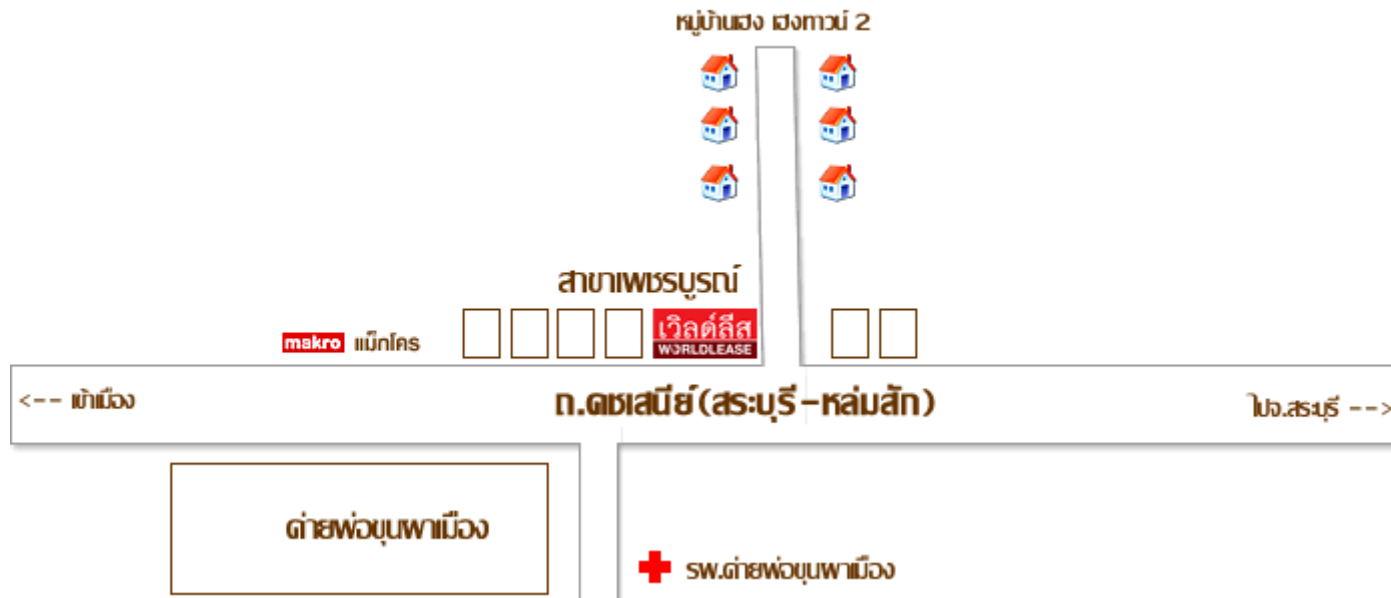 หมู่บ้านเฮง เฮงทาวน์ 2
สาขาเพชรบูรณ์
makro แม็กโคร
เวิลด์ลีส
WORLDLEASE
<-- เข้าเมือง
ถ.คชเสนีย์(สระบุรี-หล่มสัก)
ไปจ.สระบุรี -->
ค่ายพ่อขุนผาเมือง
รพ.ค่ายพ่อขุนผาเมือง